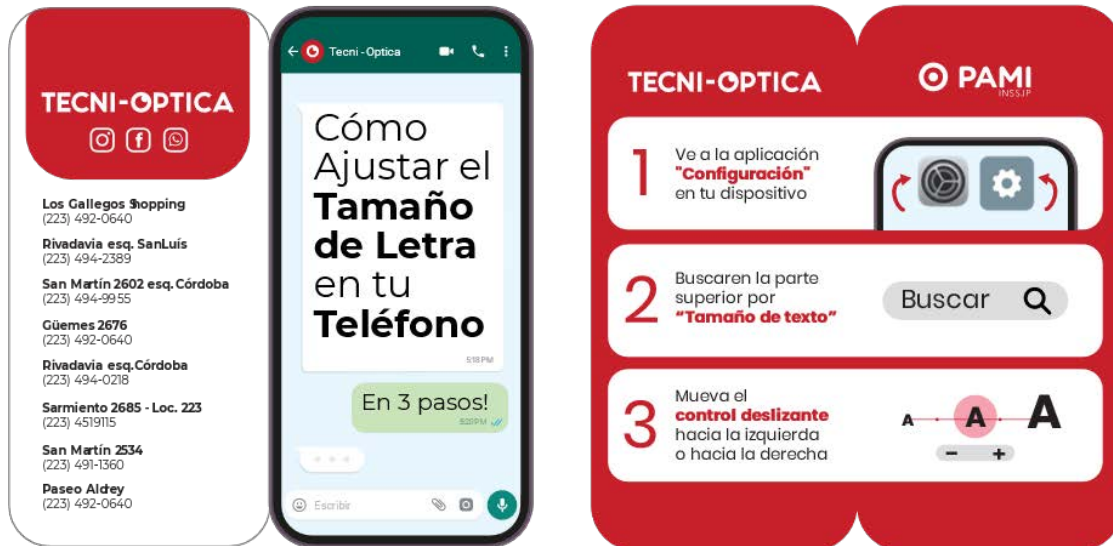 TECNI-OPTICA
Los Gallegos Shopping
(223) 492-0640
Rivadavia esq. SanLuís
(223) 494-2389
San Martín 2602 esq. Córdoba
(223) 494-9955
Güemes 2676
(223) 492-0640
Rivadavia esq.Córdoba
(223) 494-0218
Sarmiento 2685 - Loc. 223
(223) 4519115
San Martín 2534
(223) 491-1360
Paseo Aldrey
(223) 492-0640
Tecni-Optica
Cómo
Ajustar el
Tamaño
de Letra
en tu
Teléfono
5:18 PM
En 3 pasos!
5:20 PM
Escribir
TECNI-OPTICA
PAMI
INSSJP
1
Ve a la aplicación
"Configuración"
en tu dispositivo
2
Buscaren la parte
superior por
“Tamaño de texto”
Buscar
3
Mueva el
control deslizante
hacia la izquierda
o hacia la derecha
A A A
- +